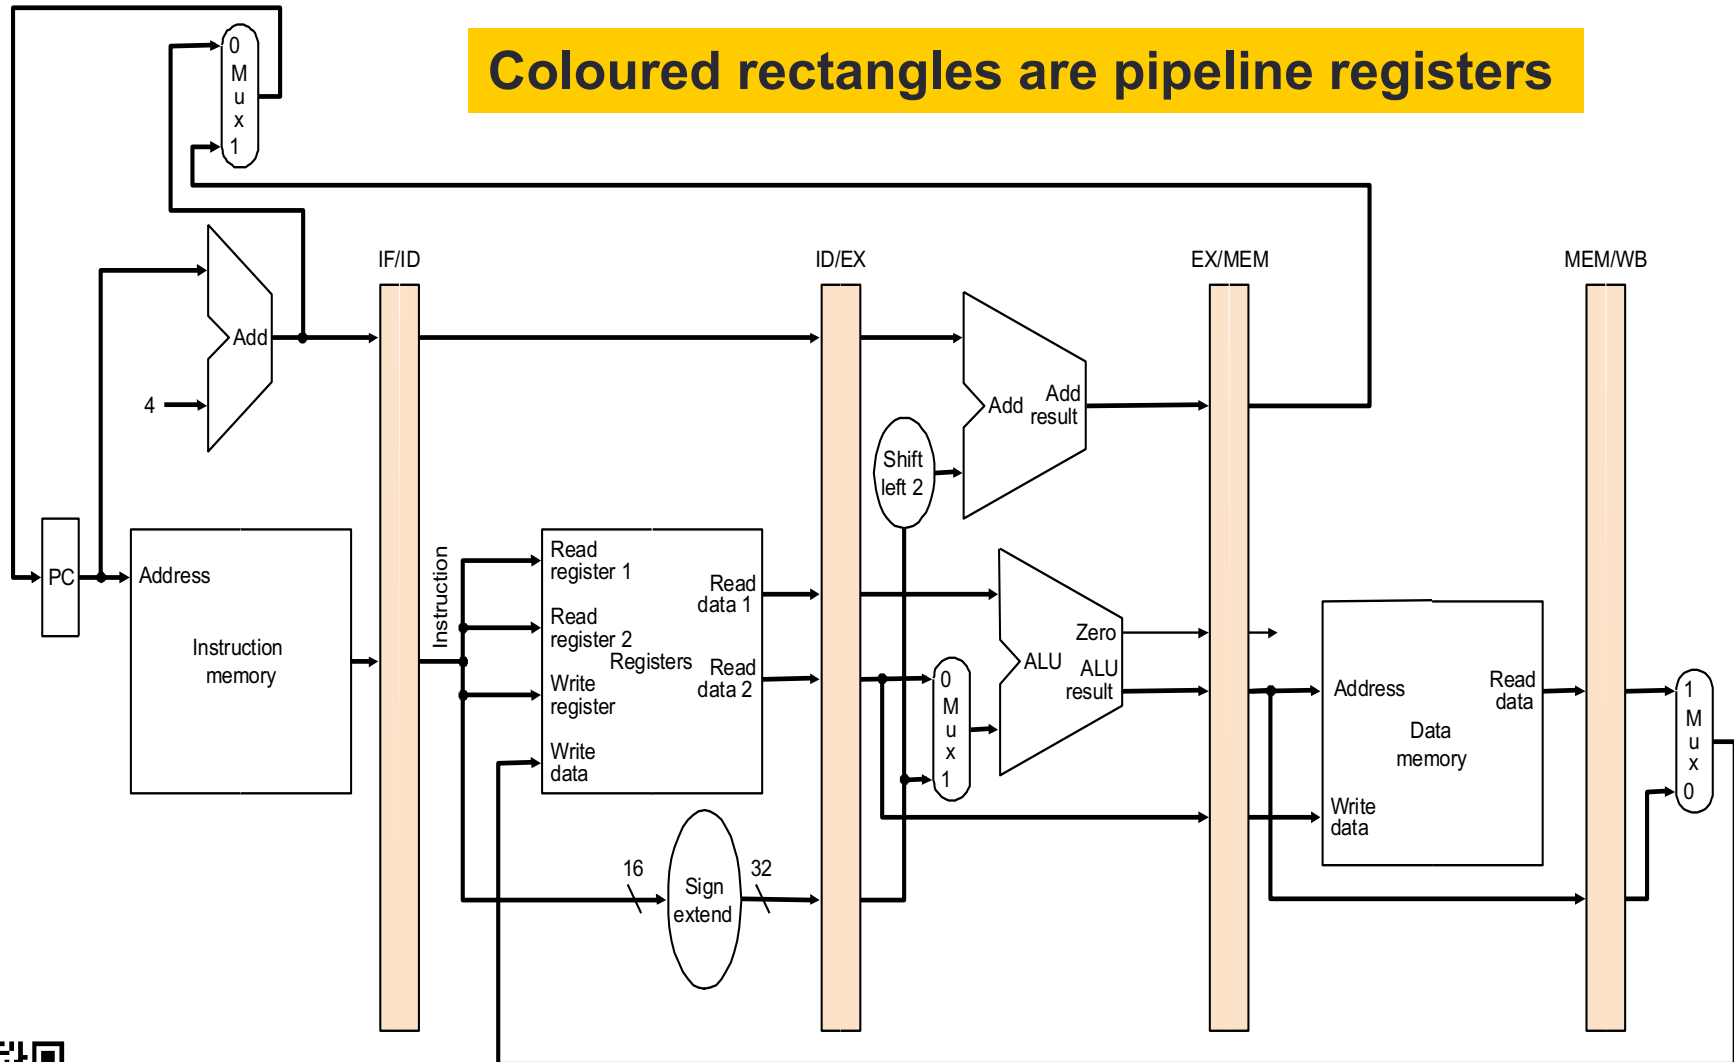 Coloured rectangles are pipeline registers
0
M
u
x
1
IF/ID
ID/EX
EX/MEM
MEM/WB
Add
4
Add
Add
result
Shift
left 2
PC
Address
Instruction
memory
Instruction
Read
register 1
Read
register 2
Write
register
Write
data
Registers
Read
data 1
Read
data 2
16
Sign
extend
32
0
M
u
x
1
ALU
Zero
ALU
result
Address
Read
data
Data
memory
Write
data
1
M
u
x
0